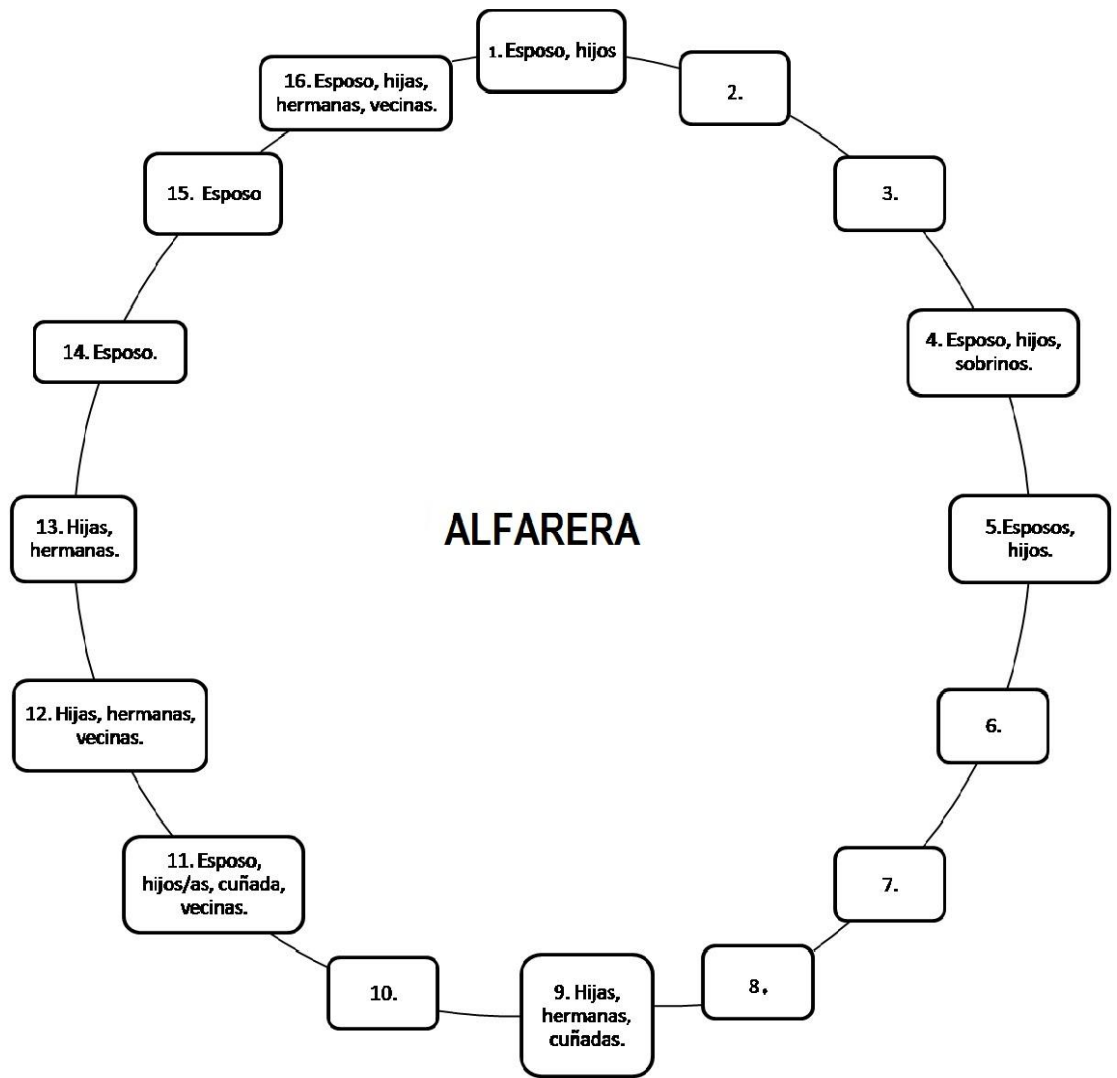 1. Esposo, hijos
2.
3.
4. Esposo, hijos,
sobrinos.
5.Esposos,
hijos.
6.
7.
8.
9. Hijas,
hermanas,
cuñadas.
10.
11. Esposo,
hijos/as, cuñada,
vecinas.
12. Hijas, hermanas,
vecinas.
13. Hijas,
hermanas.
14. Esposo.
15. Esposo
16. Esposo, hijas,
hermanas, vecinas.
ALFARERA